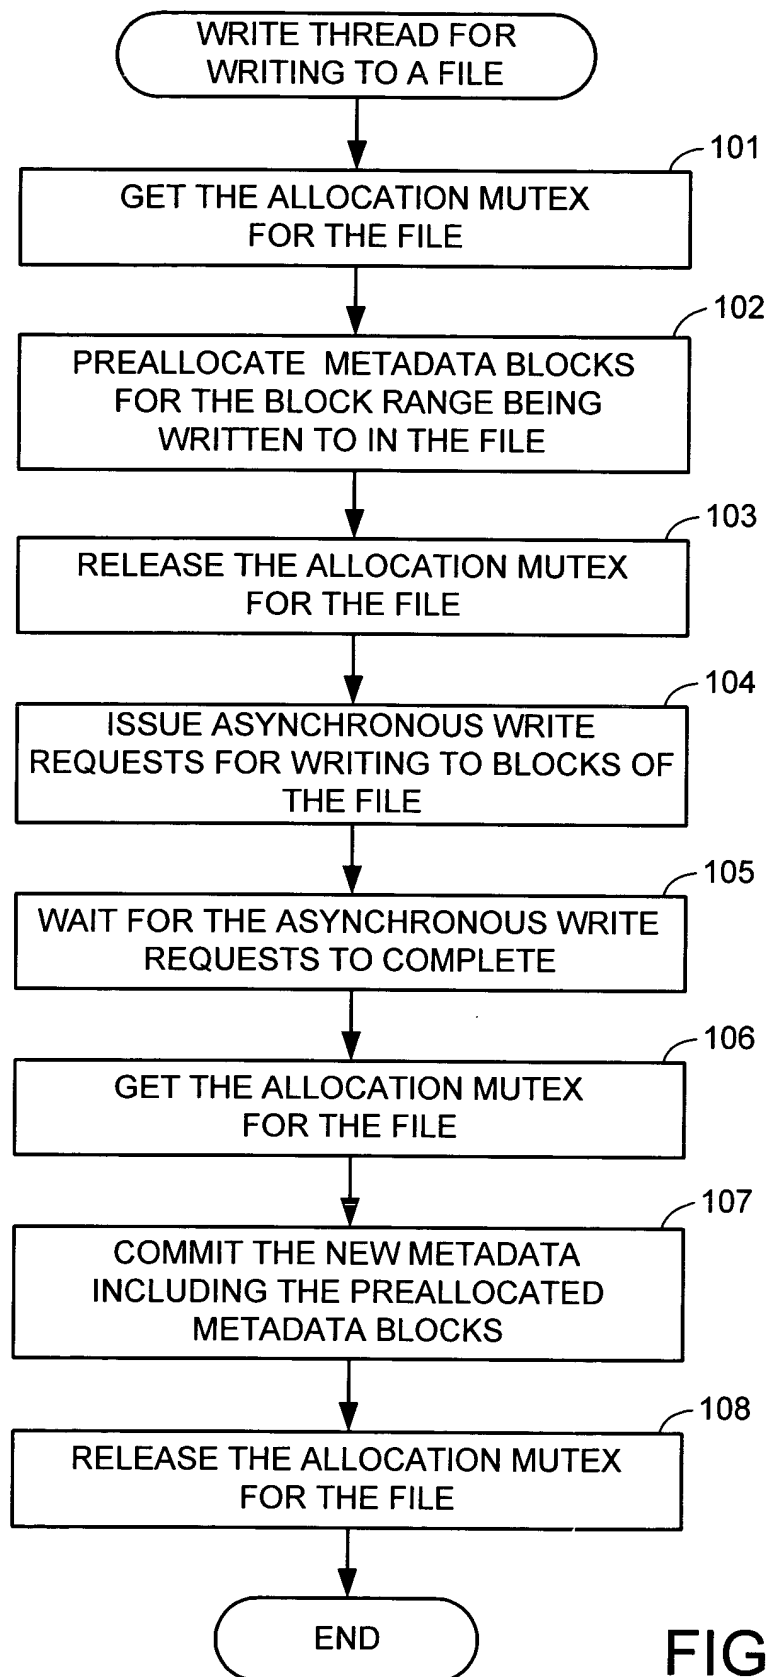 WRITE THREAD FOR
WRITING TO A FILE
101
GET THE ALLOCATION MUTEX
FOR THE FILE
102
PREALLOCATE METADATA BLOCKS
FOR THE BLOCK RANGE BEING
WRITTEN TO IN THE FILE
103
RELEASE THE ALLOCATION MUTEX
FOR THE FILE
104
ISSUE ASYNCHRONOUS WRITE
REQUESTS FOR WRITING TO BLOCKS OF
THE FILE
105
WAIT FOR THE ASYNCHRONOUS WRITE
REQUESTS TO COMPLETE
106
GET THE ALLOCATION MUTEX
FOR THE FILE
107
COMMIT THE NEW METADATA
INCLUDING THE PREALLOCATED
METADATA BLOCKS
108
RELEASE THE ALLOCATION MUTEX
FOR THE FILE
END
FIG